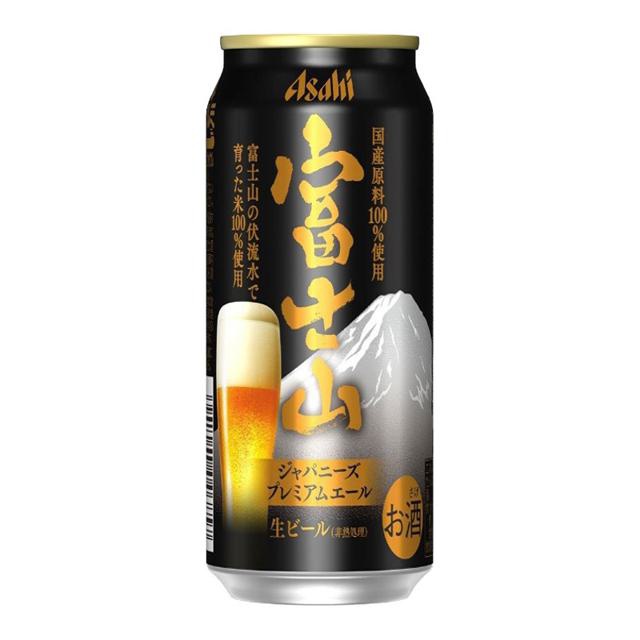 Asahi
富士山
国産原料100%使用
富士山の伏流水で
育った米100%使用
ジャパニーズ
プレミアムエール
生ビール(非熱処理)
さけ
お酒